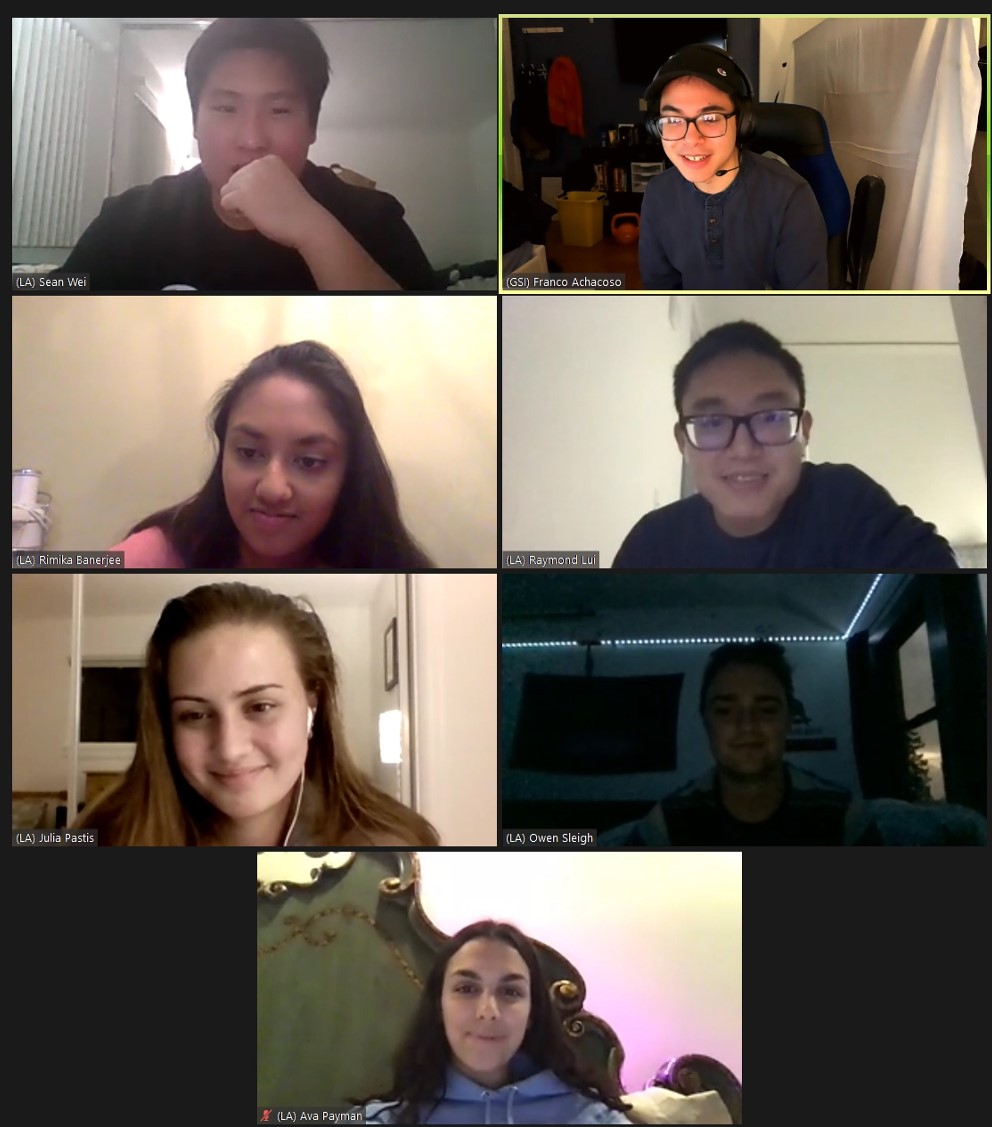 (LA) Sean Wei
(GSI) Franco Achacoso
(LA) Rimika Banerjee
(LA) Raymond Lui
(LA) Julia Pastis
(LA) Owen Sleigh
(LA) Ava Payman